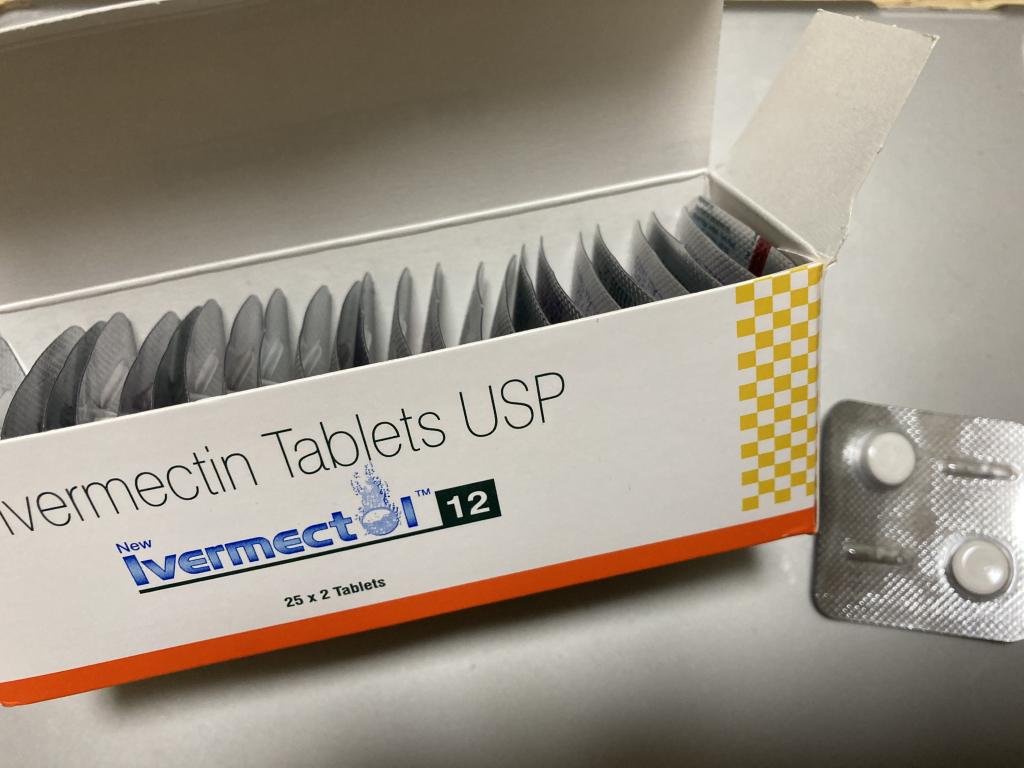 Ivermectin Tablets USP
New
Ivermectol™ 12
25 x 2 Tablets